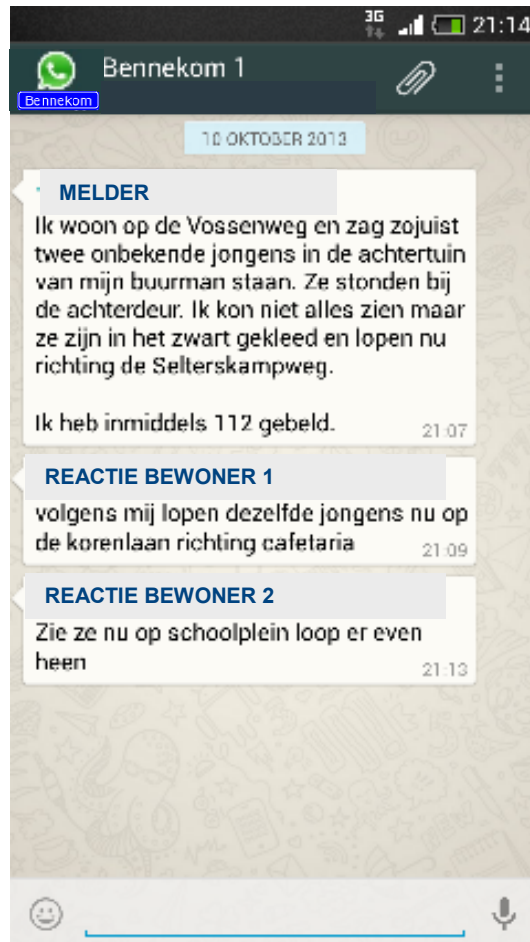 3G 21:14
Bennekom 1
Bennekom
10 OKTOBER 2013
MELDER
Ik woon op de Vossenweg en zag zojuist
twee onbekende jongens in de achtertuin
van mijn buurman staan. Ze stonden bij
de achterdeur. Ik kon niet alles zien maar
ze zijn in het zwart gekleed en lopen nu
richting de Selterskampweg.
Ik heb inmiddels 112 gebeld.
21:07
REACTIE BEWONER 1
volgens mij lopen dezelfde jongens nu op
de korenlaan richting cafetaria
21:09
REACTIE BEWONER 2
Zie ze nu op schoolplein loop er even
heen
21:13